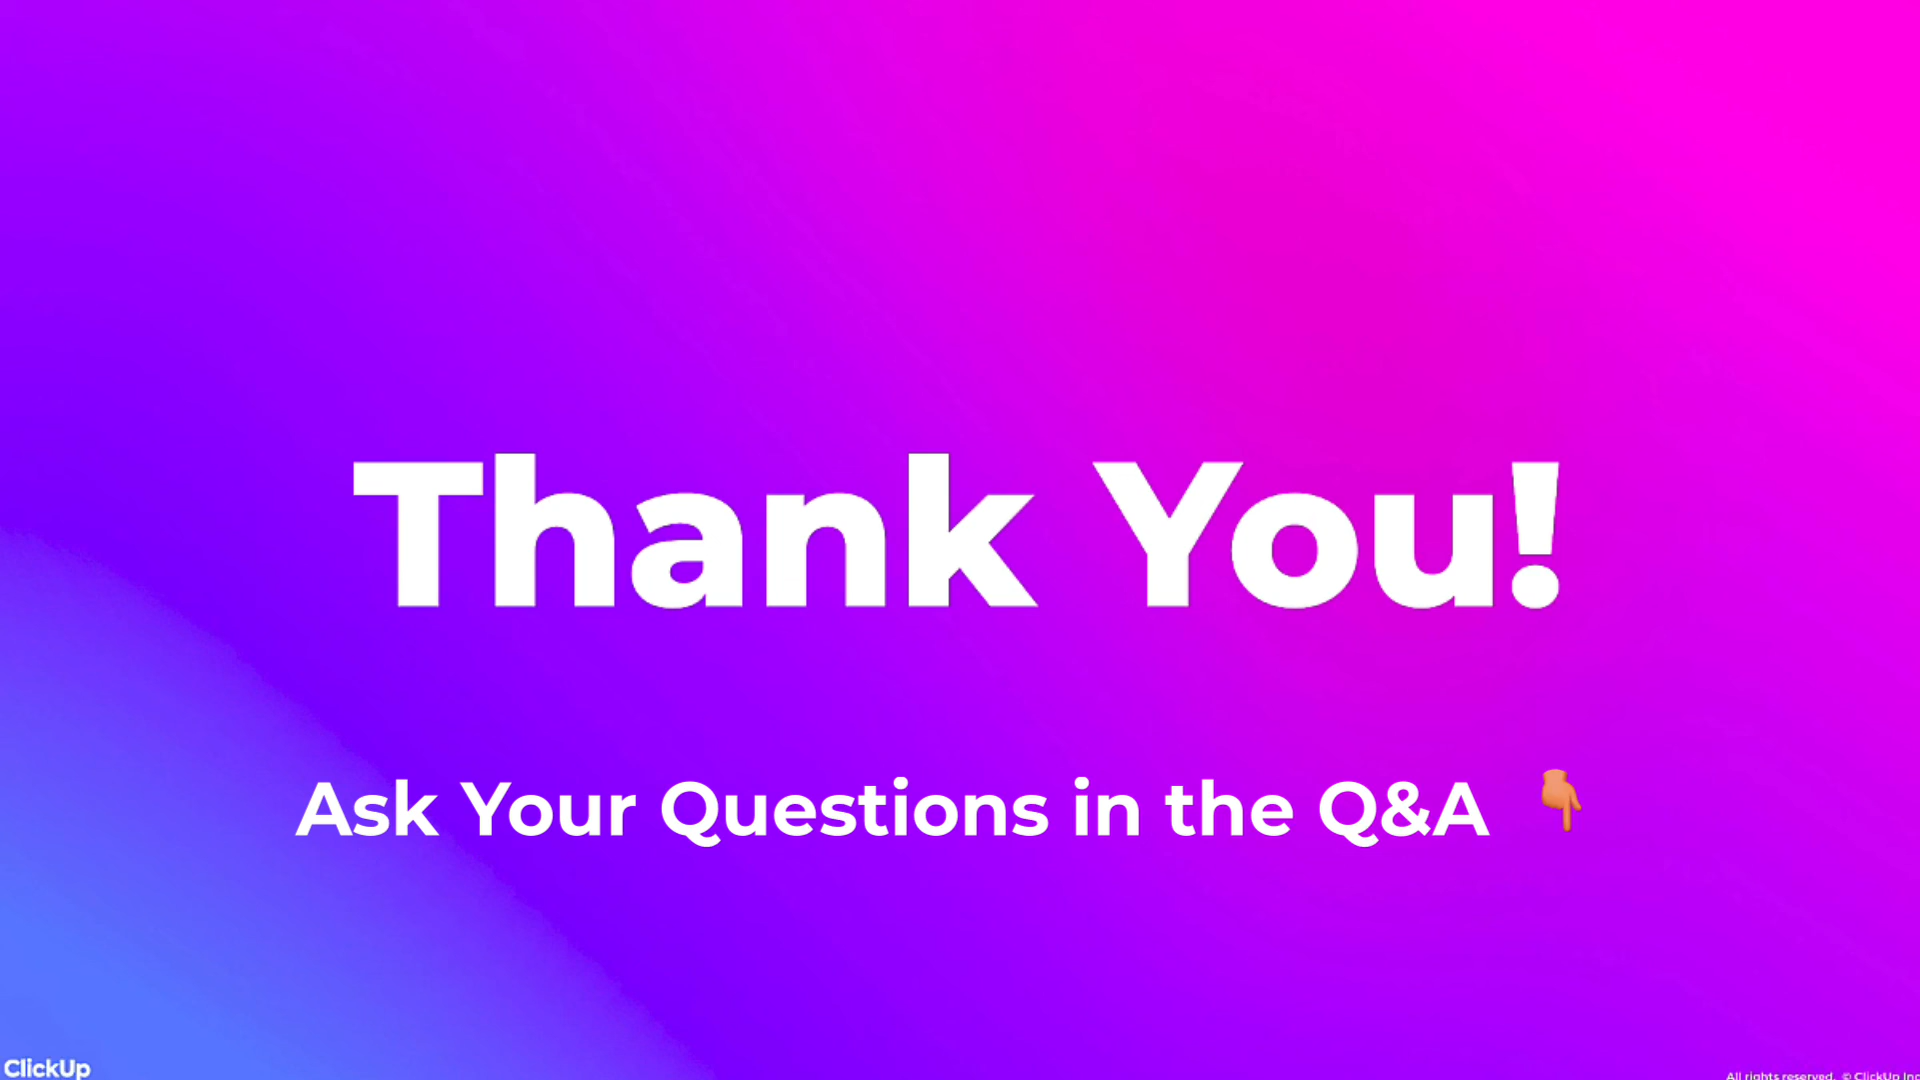 Thank You!
Ask Your Questions in the Q&A 👇
ClickUp
All rights reserved. © ClickUp Inc